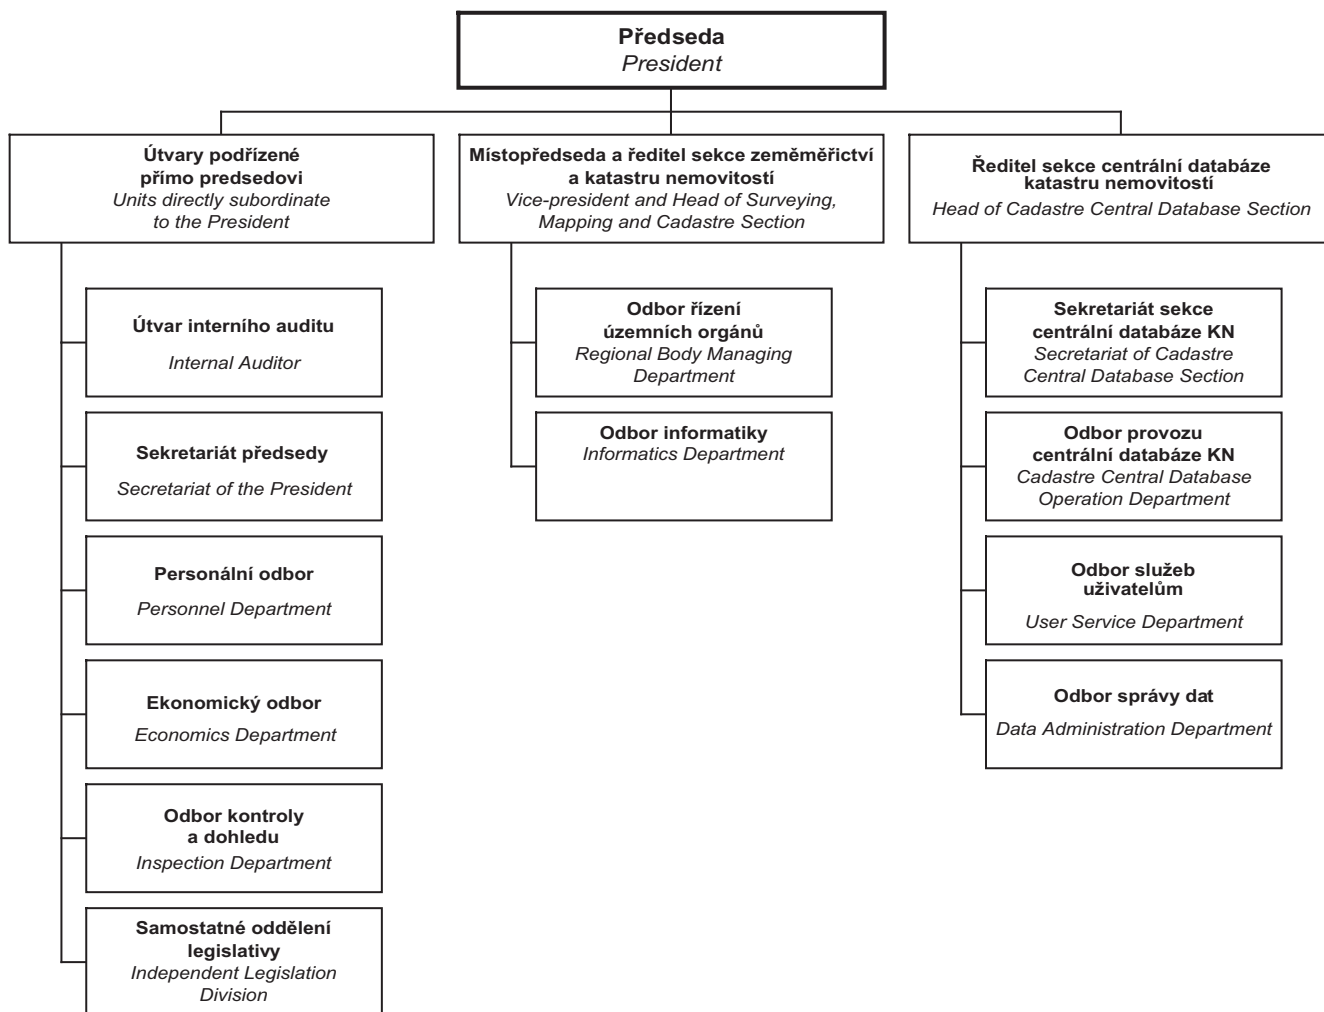 Předseda
President
Útvary podřízené
přímo predsedovi
Units directly subordinate
to the President
Místopředseda a ředitel sekce zeměměřictví
a katastru nemovitostí
Vice-president and Head of Surveying,
Mapping and Cadastre Section
Ředitel sekce centrální databáze
katastru nemovitostí
Head of Cadastre Central Database Section
Útvar interního auditu
Internal Auditor
Sekretariát předsedy
Secretariat of the President
Personální odbor
Personnel Department
Ekonomický odbor
Economics Department
Odbor kontroly
a dohledu
Inspection Department
Samostatné oddělení
legislativy
Independent Legislation
Division
Odbor řízení
územních orgánů
Regional Body Managing
Department
Odbor informatiky
Informatics Department
Sekretariát sekce
centrální databáze KN
Secretariat of Cadastre
Central Database Section
Odbor provozu
centrální databáze KN
Cadastre Central Database
Operation Department
Odbor služeb
uživatelům
User Service Department
Odbor správy dat
Data Administration Department